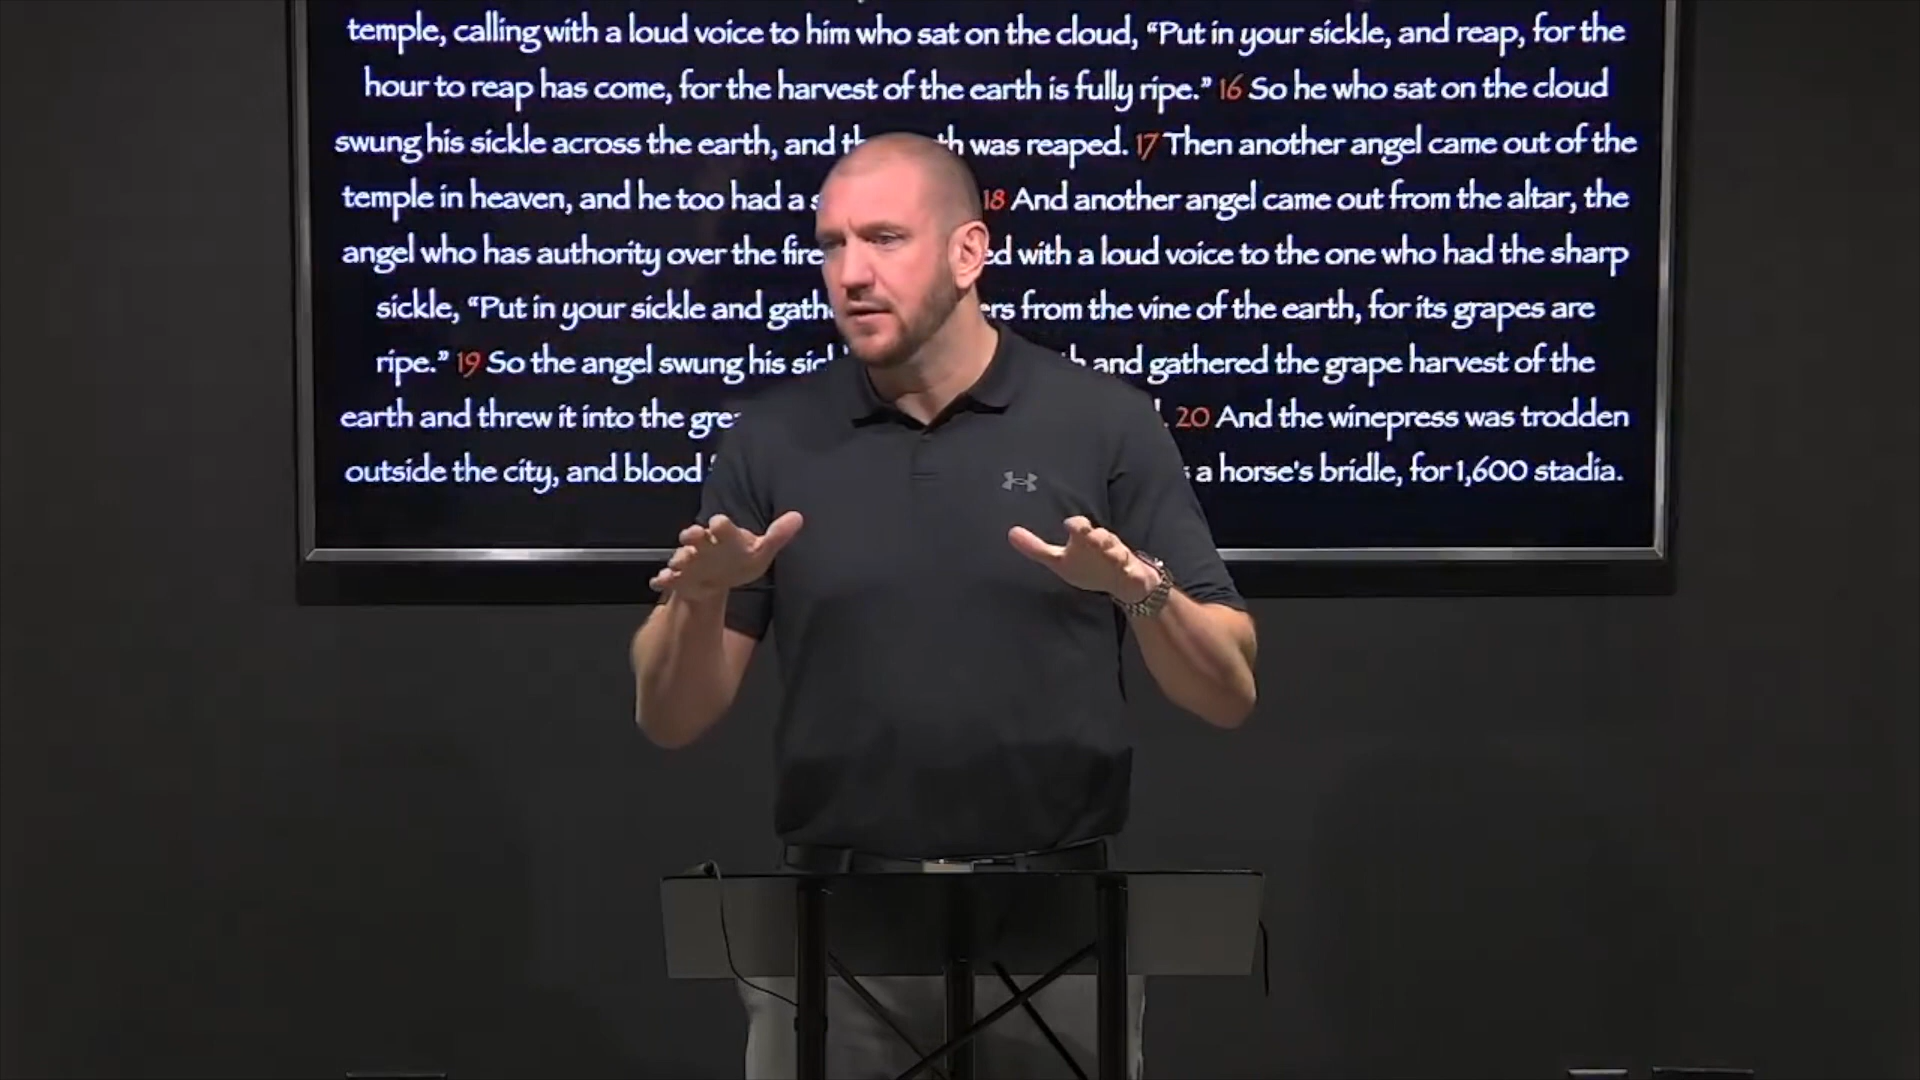 temple, calling with a loud voice to him who sat on the cloud, “Put in your sickle, and reap, for the
hour to reap has come, for the harvest of the earth is fully ripe.” 16 So he who sat on the cloud
swung his sickle across the earth, and was reaped. 17 Then another angel came out of the
temple in heaven, and he too had a 18 And another angel came out from the altar, the
angel who has authority over the fire with a loud voice to the one who had the sharp
sickle, “Put in your sickle and from the vine of the earth, for its grapes are
ripe.” 19 So the angel swung his and gathered the grape harvest of the
earth and threw it into the 20 And the winepress was trodden
outside the city, and blood a horse's bridle, for 1,600 stadia.